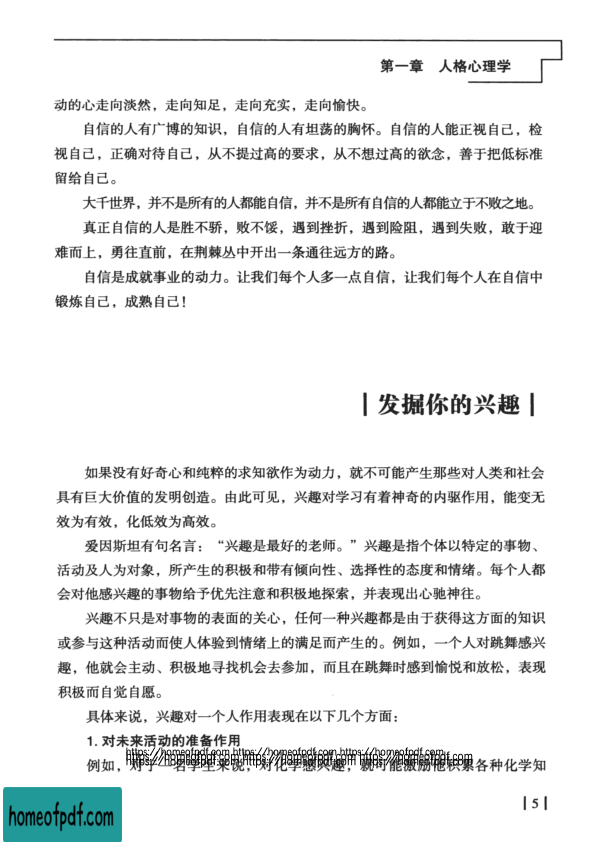 第一章 人格心理学
动的心走向淡然，走向知足，走向充实，走向愉快。
自信的人有广博的知识，自信的人有坦荡的胸怀。自信的人能正视自己，检
视自己，正确对待自己，从不提过高的要求，从不想过高的欲念，善于把低标准
留给自己。
大千世界，并不是所有的人都能自信，并不是所有自信的人都能立于不败之地。
真正自信的人是胜不骄，败不馁，遇到挫折，遇到险阻，遇到失败，敢于迎
难而上，勇往直前，在荆棘丛中开出一条通往远方的路。
自信是成就事业的动力。让我们每个人多一点自信，让我们每个人在自信中
锻炼自己，成熟自己！
发掘你的兴趣
如果没有好奇心和纯粹的求知欲作为动力，就不可能产生那些对人类和社会
具有巨大价值的发明创造。由此可见，兴趣对学习有着神奇的内驱作用，能变无
效为有效，化低效为高效。
爱因斯坦有句名言：“兴趣是最好的老师。”兴趣是指个体以特定的事物、
活动及人为对象，所产生的积极和带有倾向性、选择性的态度和情绪。每个人都
会对他感兴趣的事物给予优先注意和积极地探索，并表现出心驰神往。
兴趣不只是对事物的表面的关心，任何一种兴趣都是由于获得这方面的知识
或参与这种活动而使人体验到情绪上的满足而产生的。例如，一个人对跳舞感兴
趣，他就会主动、积极地寻找机会去参加，而且在跳舞时感到愉悦和放松，表现
积极而自觉自愿。
具体来说，兴趣对一个人作用表现在以下几个方面：
1. 对未来活动的准备作用
https://homeofpdf.com https://homeofpdf.com https://homeofpdf.com
https://homeofpdf.com https://homeofpdf.com https://homeofpdf.com
例如，对于一名学生来说，对化学感兴趣，就可能激励他积累各种化学知
5
homeofpdf.com